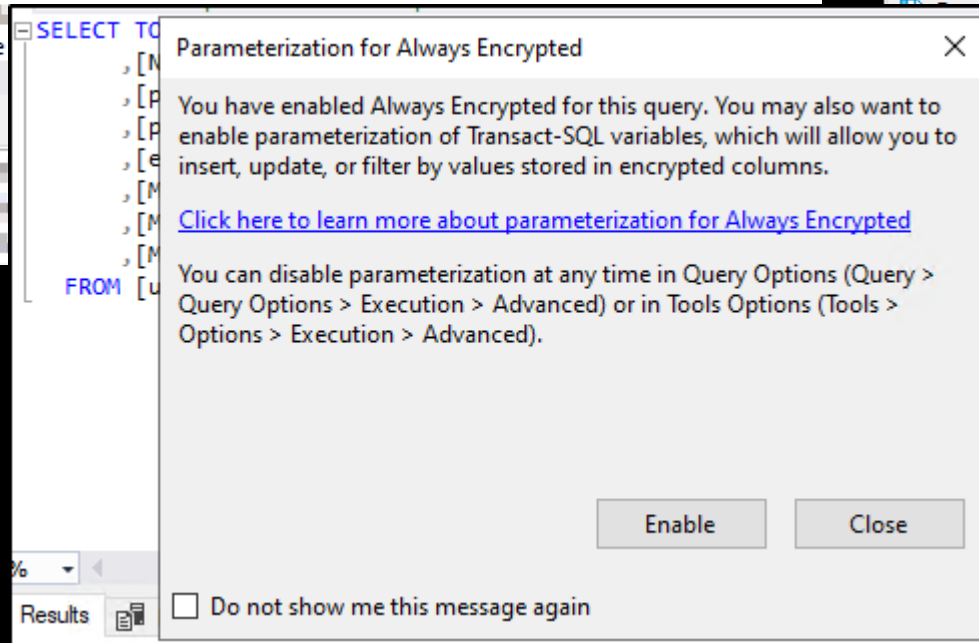 SELECT TO
,[N
,[p
,[p
,[e
,[M
,[M
,[M
FROM [u
Parameterization for Always Encrypted
You have enabled Always Encrypted for this query. You may also want to
enable parameterization of Transact-SQL variables, which will allow you to
insert, update, or filter by values stored in encrypted columns.
Click here to learn more about parameterization for Always Encrypted
You can disable parameterization at any time in Query Options (Query >
Query Options > Execution > Advanced) or in Tools Options (Tools >
Options > Execution > Advanced).
Enable
Close
Do not show me this message again
%
Results